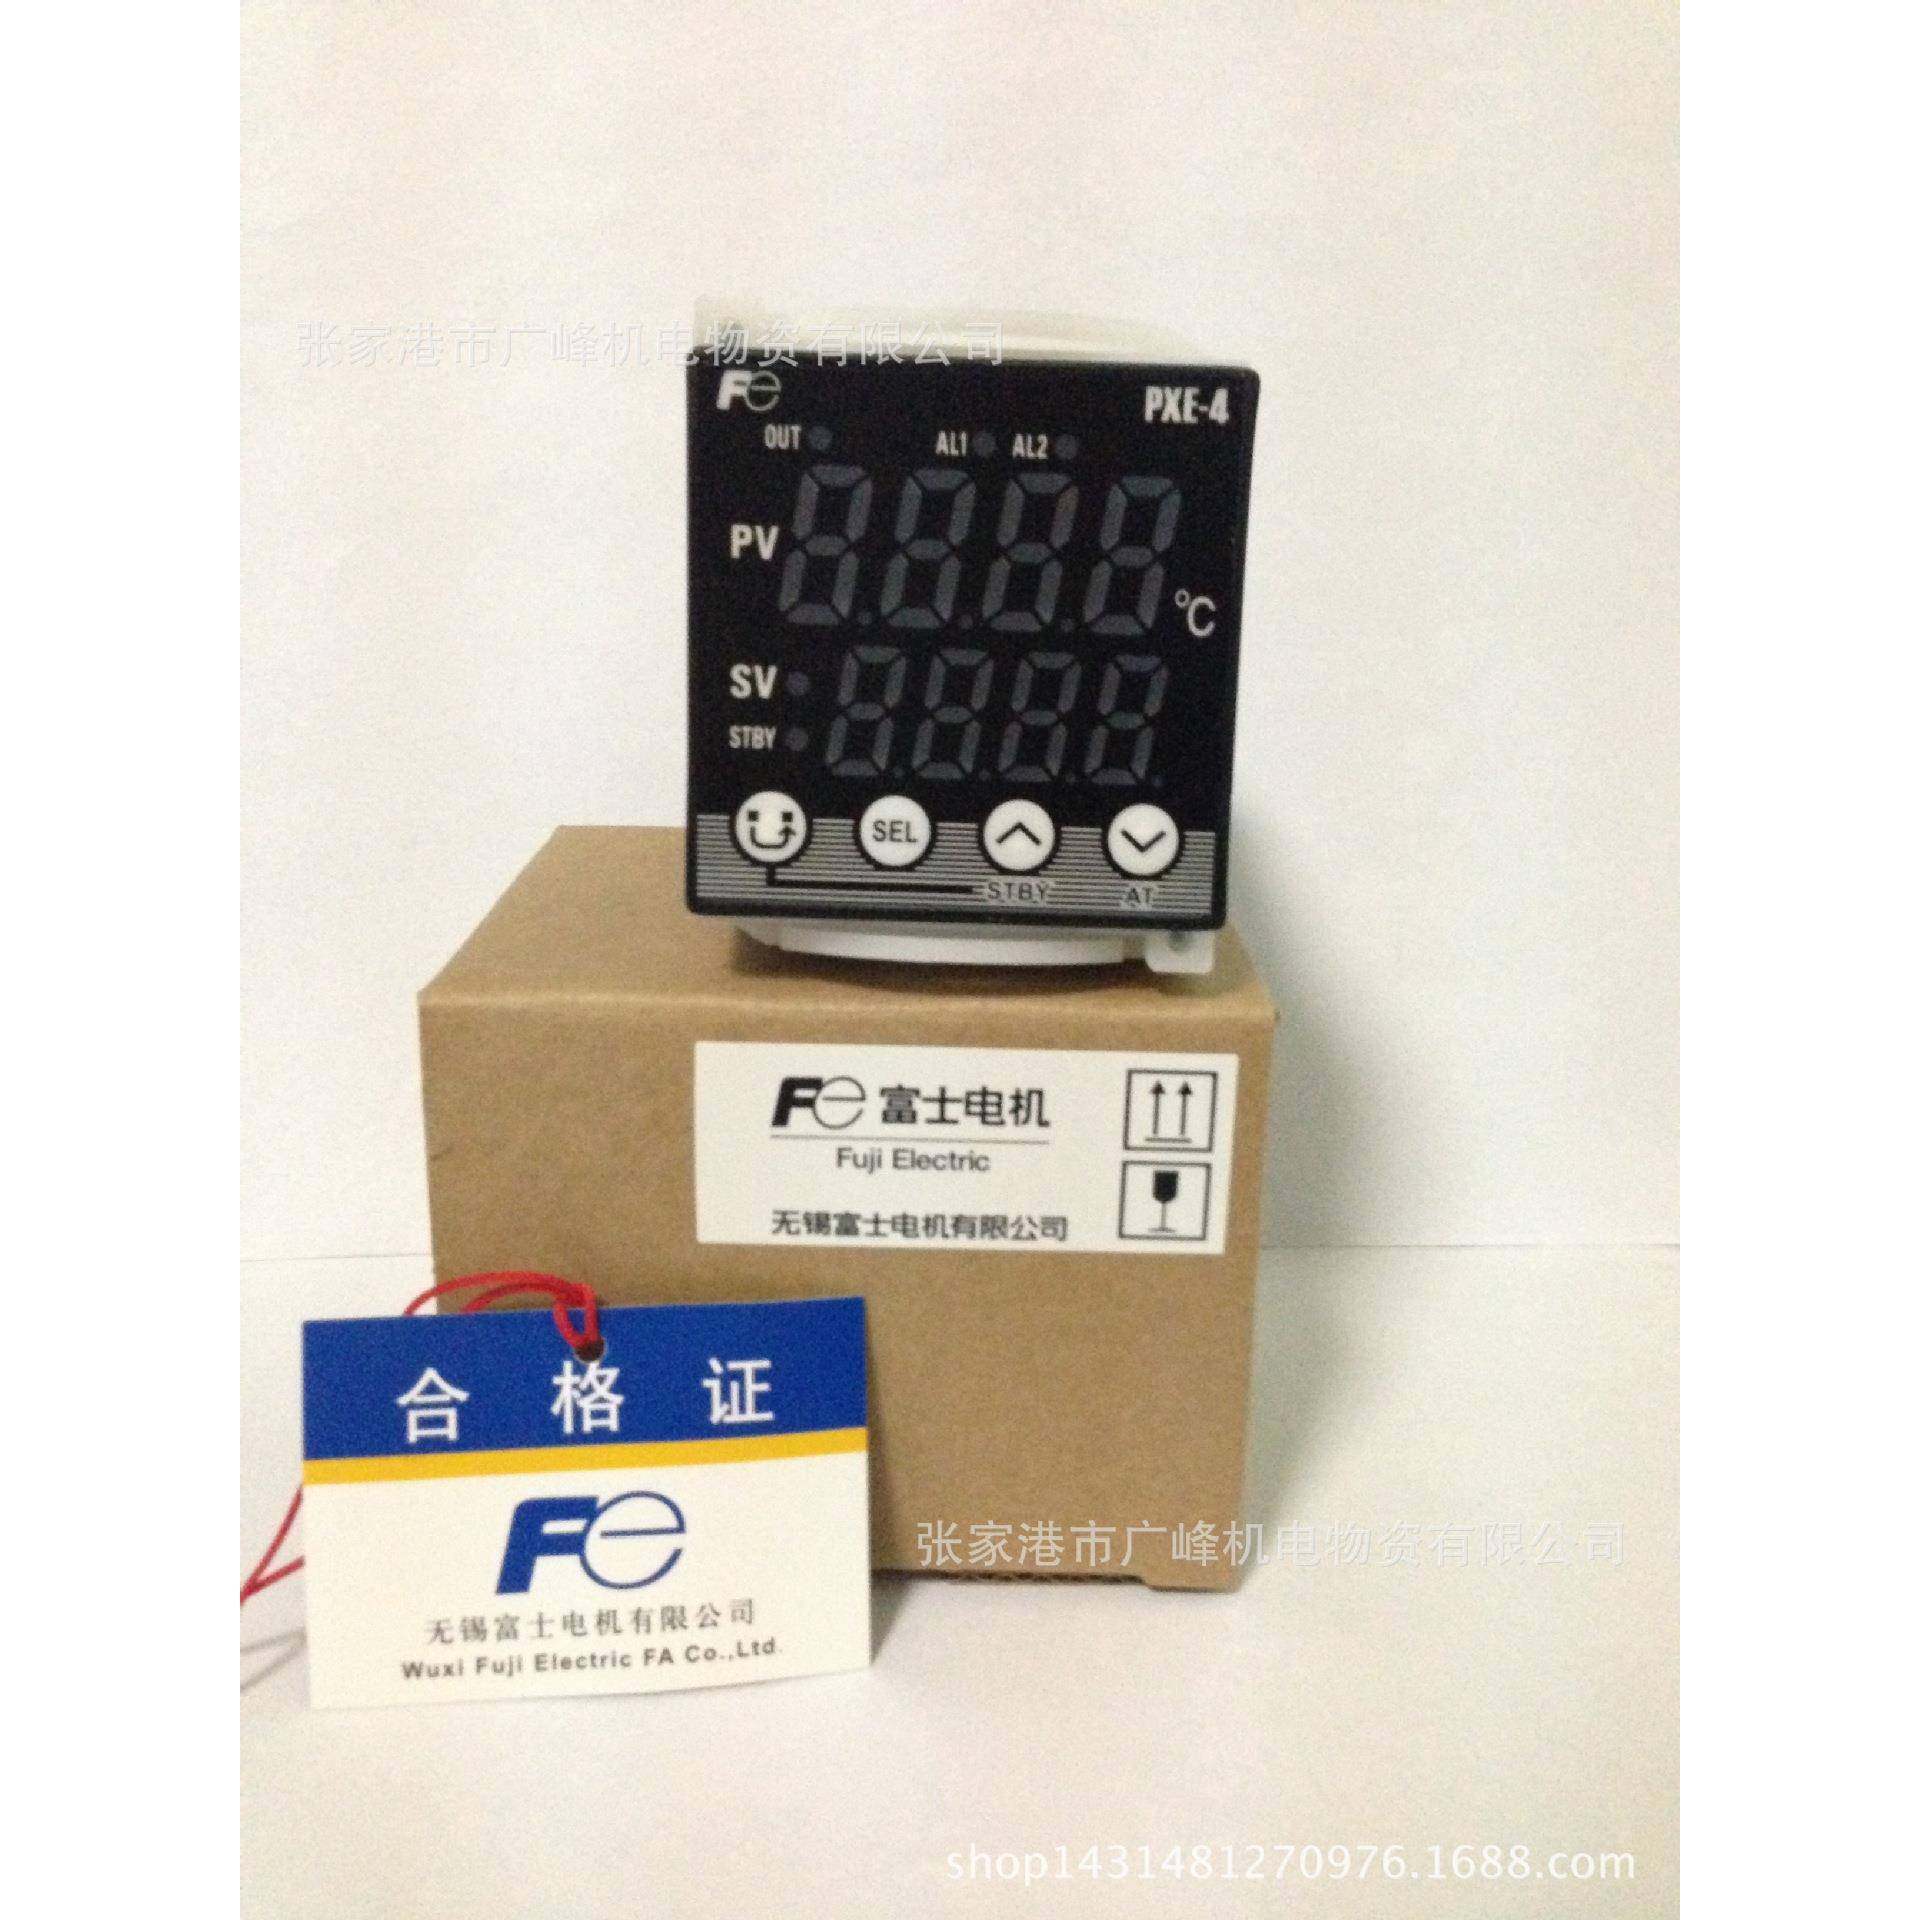 张家港市广峰机电物资有限公司
Fe
PXE-4
OUT AL1 AL2
PV
°C
SV
STBY
SEL
STBY AT
Fe 富士电机
Fuji Electric
无锡富士电机有限公司
合格证
Fe
无锡富士电机有限公司
Wuxi Fuji Electric FA Co.,Ltd.
张家港市广峰机电物资有限公司
shop1431481270976.1688.com